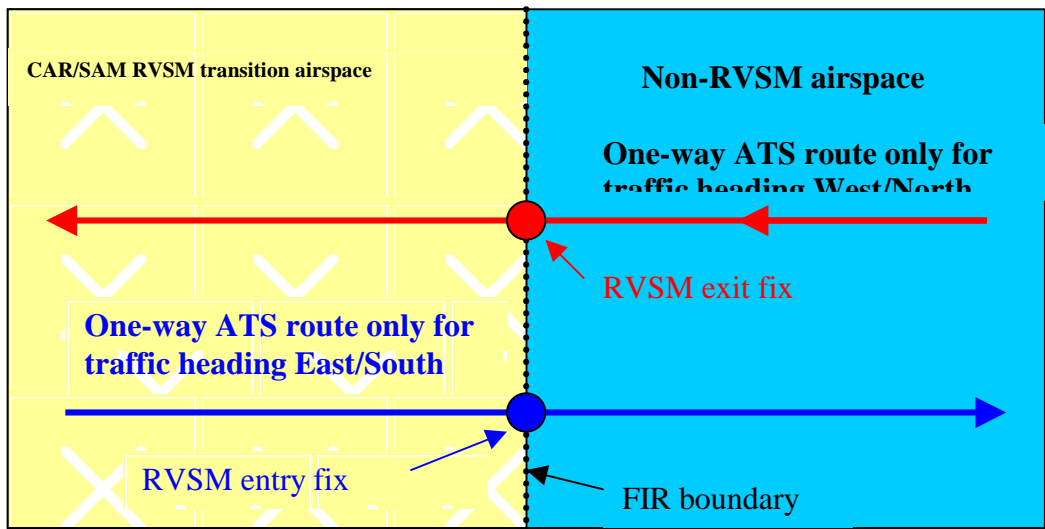 CAR/SAM RVSM transition airspace
Non-RVSM airspace
One-way ATS route only for
traffic heading West/North
RVSM exit fix
One-way ATS route only for
traffic heading East/South
RVSM entry fix
FIR boundary